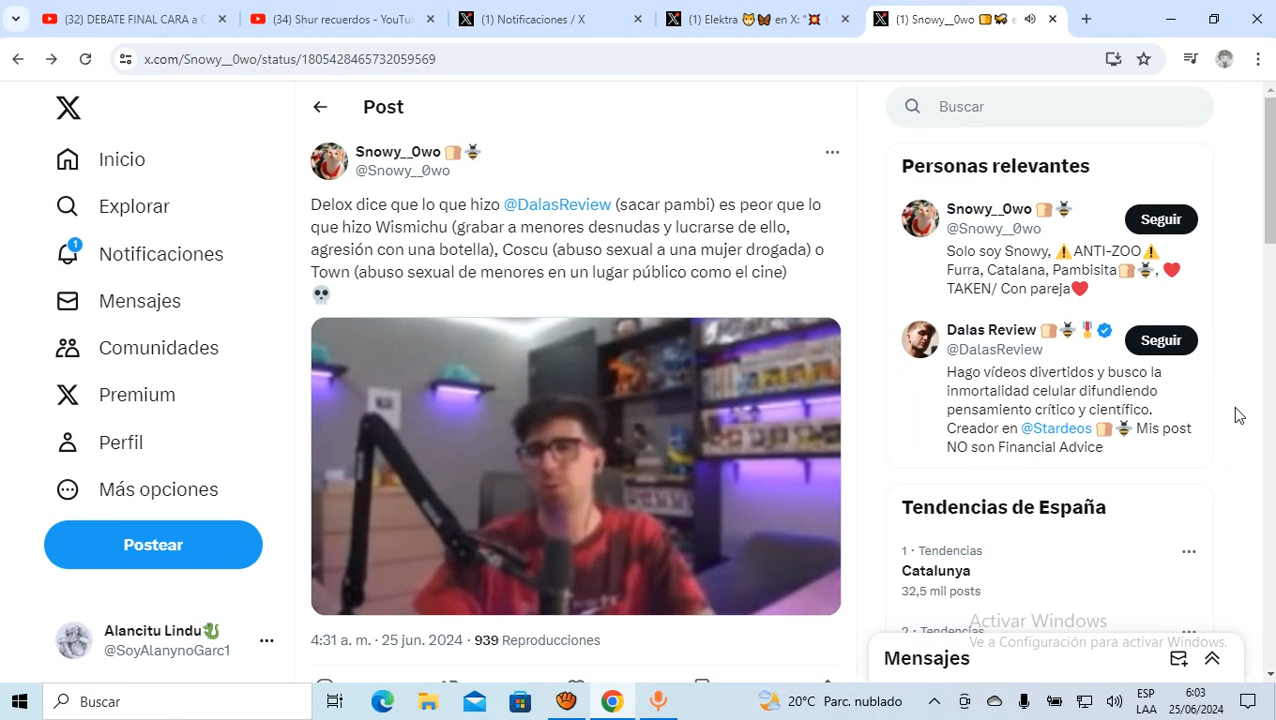 (32) DEBATE FINAL CARA a
(34) Shur recuerdos - YouTu
(1) Notificaciones / X
(1) Elektra 🐱🦋 en X: "💥
(1) Snowy__0wo 🍞🐝 e
x.com/Snowy__0wo/status/1805428465732059569
Inicio
Explorar
1
Notificaciones
Mensajes
Comunidades
Premium
Perfil
Más opciones
Postear
Alancitu Lindu🐉
@SoyAlanynoGarc1
Post
Snowy__0wo 🍞🐝
@Snowy__0wo
Delox dice que lo que hizo @DalasReview (sacar pambi) es peor que lo
que hizo Wismichu (grabar a menores desnudas y lucrarse de ello,
agresión con una botella), Coscu (abuso sexual a una mujer drogada) o
Town (abuso sexual de menores en un lugar público como el cine)
💀
4:31 a. m. · 25 jun. 2024 · 939 Reproducciones
Buscar
Personas relevantes
Snowy__0wo 🍞🐝
@Snowy__0wo
Seguir
Solo soy Snowy, ⚠️ANTI-ZOO⚠️
Furra, Catalana, Pambisita🍞🐝, ❤️
TAKEN/ Con pareja❤️
Dalas Review 🍞🐝🎖️
@DalasReview
Seguir
Hago vídeos divertidos y busco la
inmortalidad celular difundiendo
pensamiento crítico y científico.
Creador en @Stardeos 🍞🐝 Mis post
NO son Financial Advice
Tendencias de España
1 · Tendencias
Catalunya
32,5 mil posts
2 · Tendencias
Activar Windows
Ve a Configuración para activar Windows.
Mensajes
Buscar
20°C Parc. nublado
ESP
LAA
6:03
25/06/2024